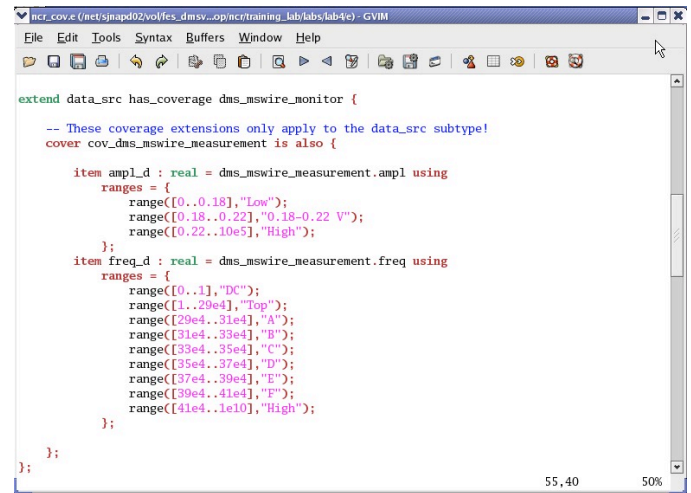 ncr_cov.e (/net/sjnapd02/vol/fes_dmsv...op/ncr/training_lab/labs/lab4/e) - GVIM
File Edit Tools Syntax Buffers Window Help
extend data_src has_coverage dms_mswire_monitor {
-- These coverage extensions only apply to the data_src subtype!
cover cov_dms_mswire_measurement is also {
item ampl_d : real = dms_mswire_measurement.ampl using
ranges = {
range([0..0.18],"Low");
range([0.18..0.22],"0.18-0.22 V");
range([0.22..10e5],"High");
};
item freq_d : real = dms_mswire_measurement.freq using
ranges = {
range([0..1],"DC");
range([1..29e4],"Top");
range([29e4..31e4],"A");
range([31e4..33e4],"B");
range([33e4..35e4],"C");
range([35e4..37e4],"D");
range([37e4..39e4],"E");
range([39e4..41e4],"F");
range([41e4..1e10],"High");
};
};
};
55,40 50%